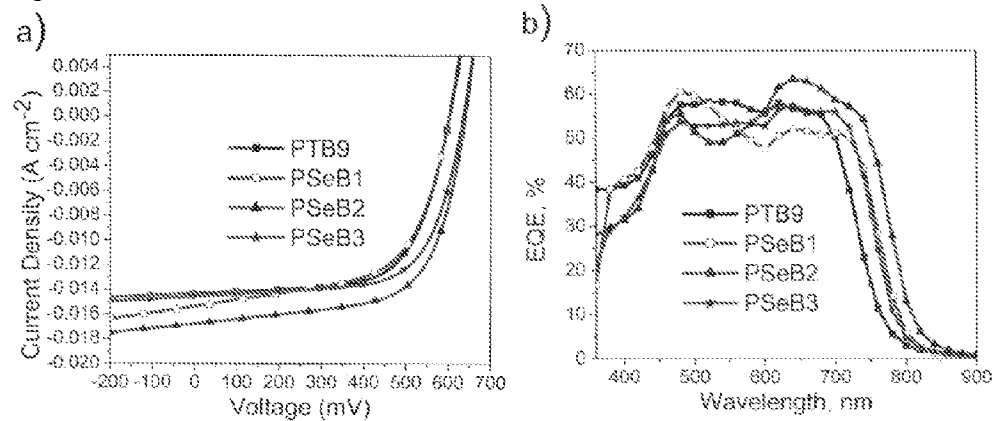 a)
0.004
0.002
0.000
-0.002
-0.004
-0.006
-0.008
-0.010
-0.012
-0.014
-0.016
-0.018
-0.020
Current Density (A cm-2)
PTB9
PSeB1
PSeB2
PSeB3
-200 -100 0 100 200 300 400 500 600 700
Voltage (mV)
b)
70
60
50
40
30
20
10
0
EQE, %
PTB9
PSeB1
PSeB2
PSeB3
400 500 600 700 800 900
Wavelength, nm